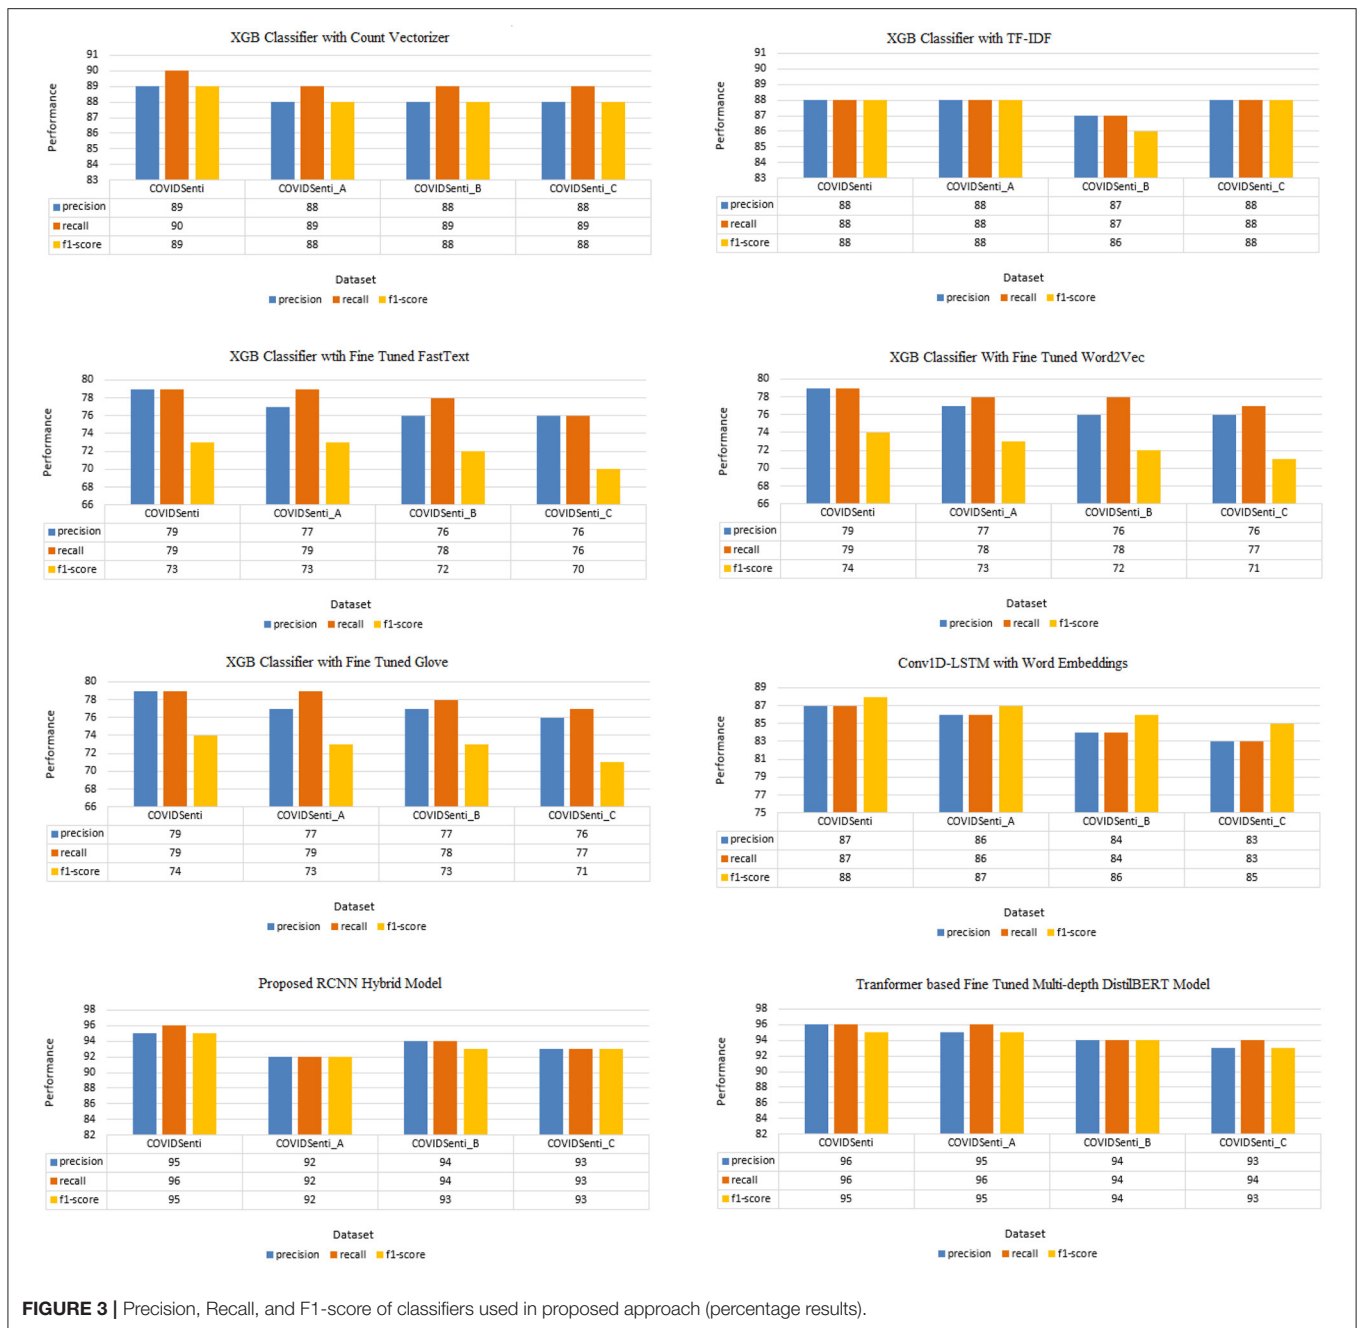 XGB Classifier with Count Vectorizer
Performance
91
90
89
88
87
86
85
84
83
COVIDSenti COVIDSenti_A COVIDSenti_B COVIDSenti_C
precision 89 88 88 88
recall 90 89 89 89
f1-score 89 88 88 88
Dataset
precision recall f1-score
XGB Classifier with TF-IDF
Performance
91
90
89
88
87
86
85
84
83
COVIDSenti COVIDSenti_A COVIDSenti_B COVIDSenti_C
precision 88 88 87 88
recall 88 88 87 88
f1-score 88 88 86 88
Dataset
precision recall f1-score
XGB Classifier wtih Fine Tuned FastText
Performance
80
78
76
74
72
70
68
66
COVIDSenti COVIDSenti_A COVIDSenti_B COVIDSenti_C
precision 79 77 76 76
recall 79 79 78 76
f1-score 73 73 72 70
Dataset
precision recall f1-score
XGB Classifier With Fine Tuned Word2Vec
Performance
80
78
76
74
72
70
68
66
COVIDSenti COVIDSenti_A COVIDSenti_B COVIDSenti_C
precision 79 77 76 76
recall 79 78 78 77
f1-score 74 73 72 71
Dataset
precision recall f1-score
XGB Classifier with Fine Tuned Glove
Performance
80
78
76
74
72
70
68
66
COVIDSenti COVIDSenti_A COVIDSenti_B COVIDSenti_C
precision 79 77 77 76
recall 79 79 78 77
f1-score 74 73 73 71
Dataset
precision recall f1-score
Conv1D-LSTM with Word Embeddings
Performance
89
87
85
83
81
79
77
75
COVIDSenti COVIDSenti_A COVIDSenti_B COVIDSenti_C
precision 87 86 84 83
recall 87 86 84 83
f1-score 88 87 86 85
Dataset
precision recall f1-score
Proposed RCNN Hybrid Model
Performance
98
96
94
92
90
88
86
84
82
COVIDSenti COVIDSenti_A COVIDSenti_B COVIDSenti_C
precision 95 92 94 93
recall 96 92 94 93
f1-score 95 92 93 93
Dataset
precision recall f1-score
Tranformer based Fine Tuned Multi-depth DistilBERT Model
Performance
98
96
94
92
90
88
86
84
82
COVIDSenti COVIDSenti_A COVIDSenti_B COVIDSenti_C
precision 96 95 94 93
recall 96 96 94 94
f1-score 95 95 94 93
Dataset
precision recall f1-score
FIGURE 3 | Precision, Recall, and F1-score of classifiers used in proposed approach (percentage results).